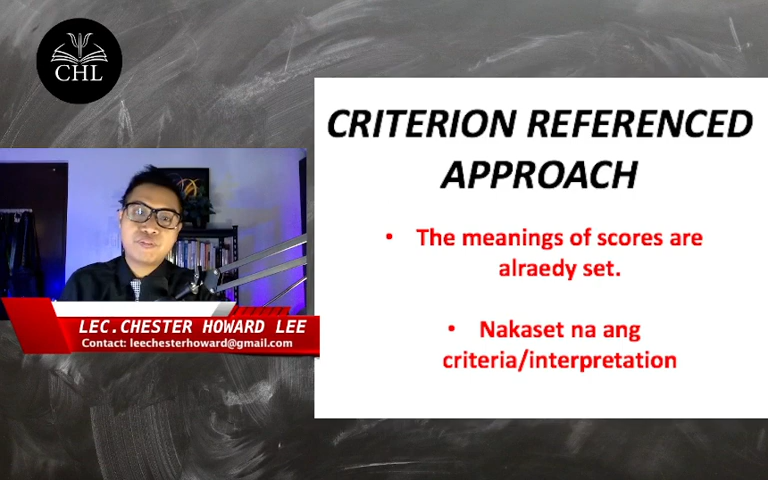 CHL
CRITERION REFERENCED
APPROACH
• The meanings of scores are
alraedy set.
• Nakaset na ang
criteria/interpretation
LEC.CHESTER HOWARD LEE
Contact: leechesterhoward@gmail.com